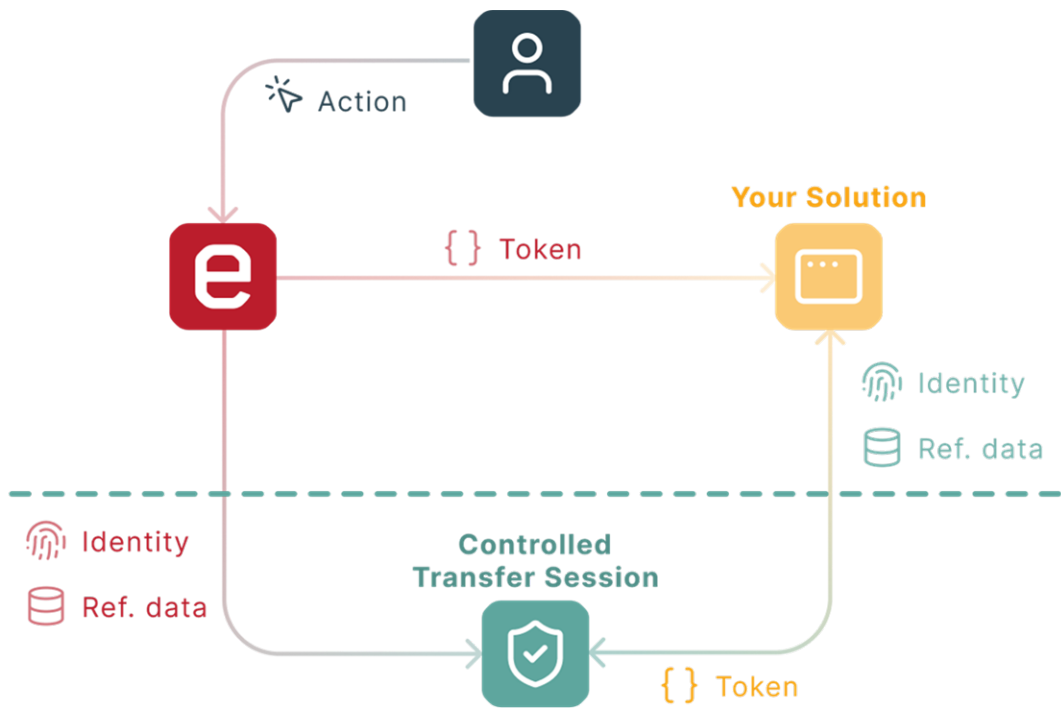 Action
Your Solution
e
{ } Token
Identity
Ref. data
Identity
Ref. data
Controlled
Transfer Session
{ } Token